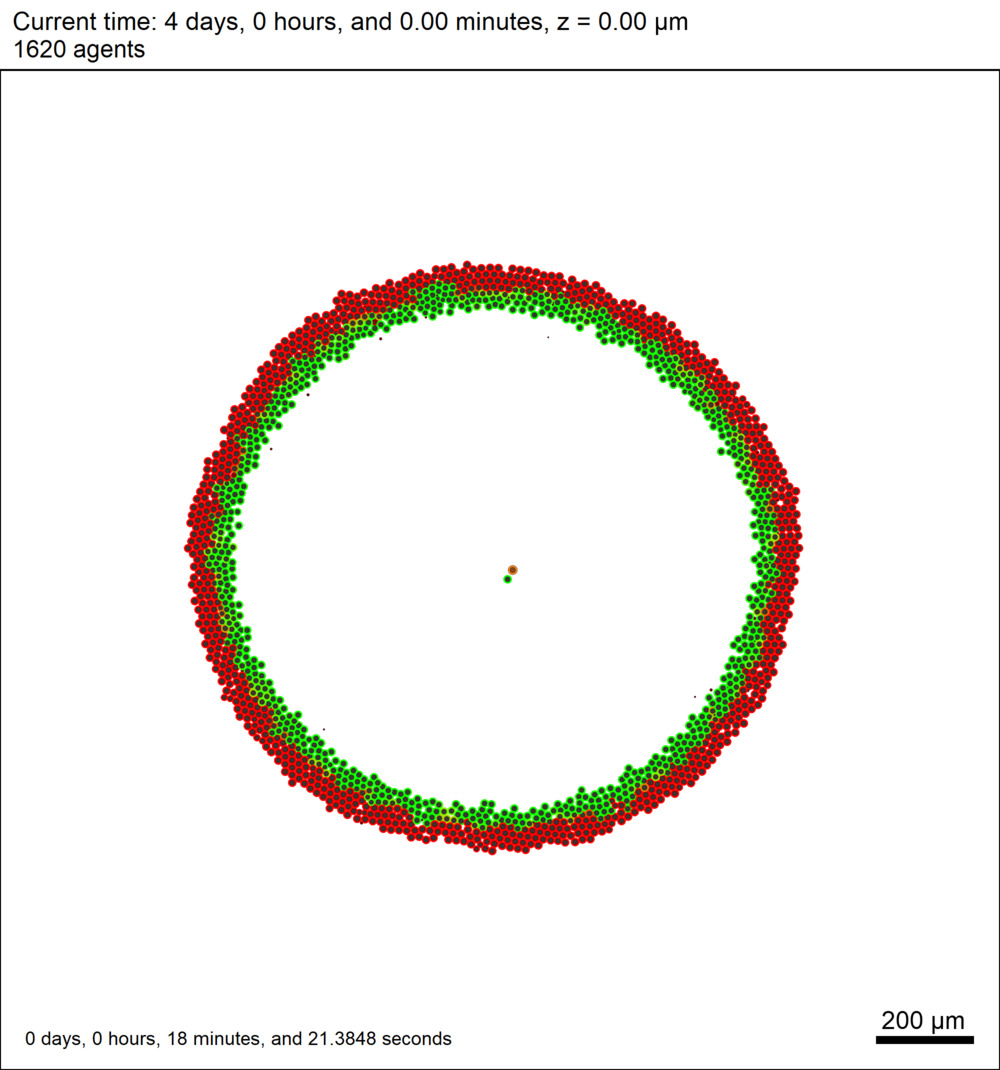 Current time: 4 days, 0 hours, and 0.00 minutes, z = 0.00 μm
1620 agents
200 μm
0 days, 0 hours, 18 minutes, and 21.3848 seconds